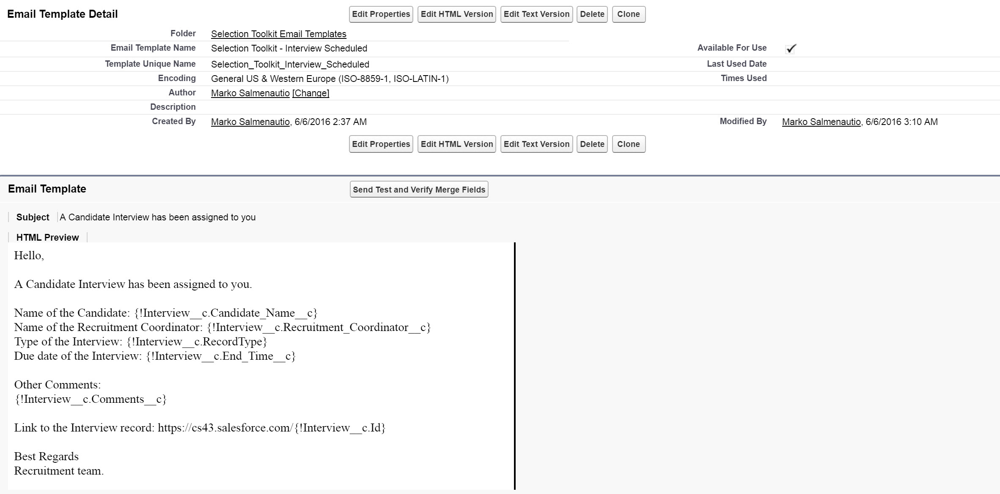 Email Template Detail
Edit Properties Edit HTML Version Edit Text Version Delete Clone
Folder Selection Toolkit Email Templates
Email Template Name Selection Toolkit - Interview Scheduled Available For Use
Template Unique Name Selection_Toolkit_Interview_Scheduled Last Used Date
Encoding General US & Western Europe (ISO-8859-1, ISO-LATIN-1) Times Used
Author Marko Salmenautio [Change]
Description
Created By Marko Salmenautio, 6/6/2016 2:37 AM Modified By Marko Salmenautio, 6/6/2016 3:10 AM
Edit Properties Edit HTML Version Edit Text Version Delete Clone
Email Template Send Test and Verify Merge Fields
Subject A Candidate Interview has been assigned to you
HTML Preview
Hello,
A Candidate Interview has been assigned to you.
Name of the Candidate: {!Interview__c.Candidate_Name__c}
Name of the Recruitment Coordinator: {!Interview__c.Recruitment_Coordinator__c}
Type of the Interview: {!Interview__c.RecordType}
Due date of the Interview: {!Interview__c.End_Time__c}
Other Comments:
{!Interview__c.Comments__c}
Link to the Interview record: https://cs43.salesforce.com/{!Interview__c.Id}
Best Regards
Recruitment team.